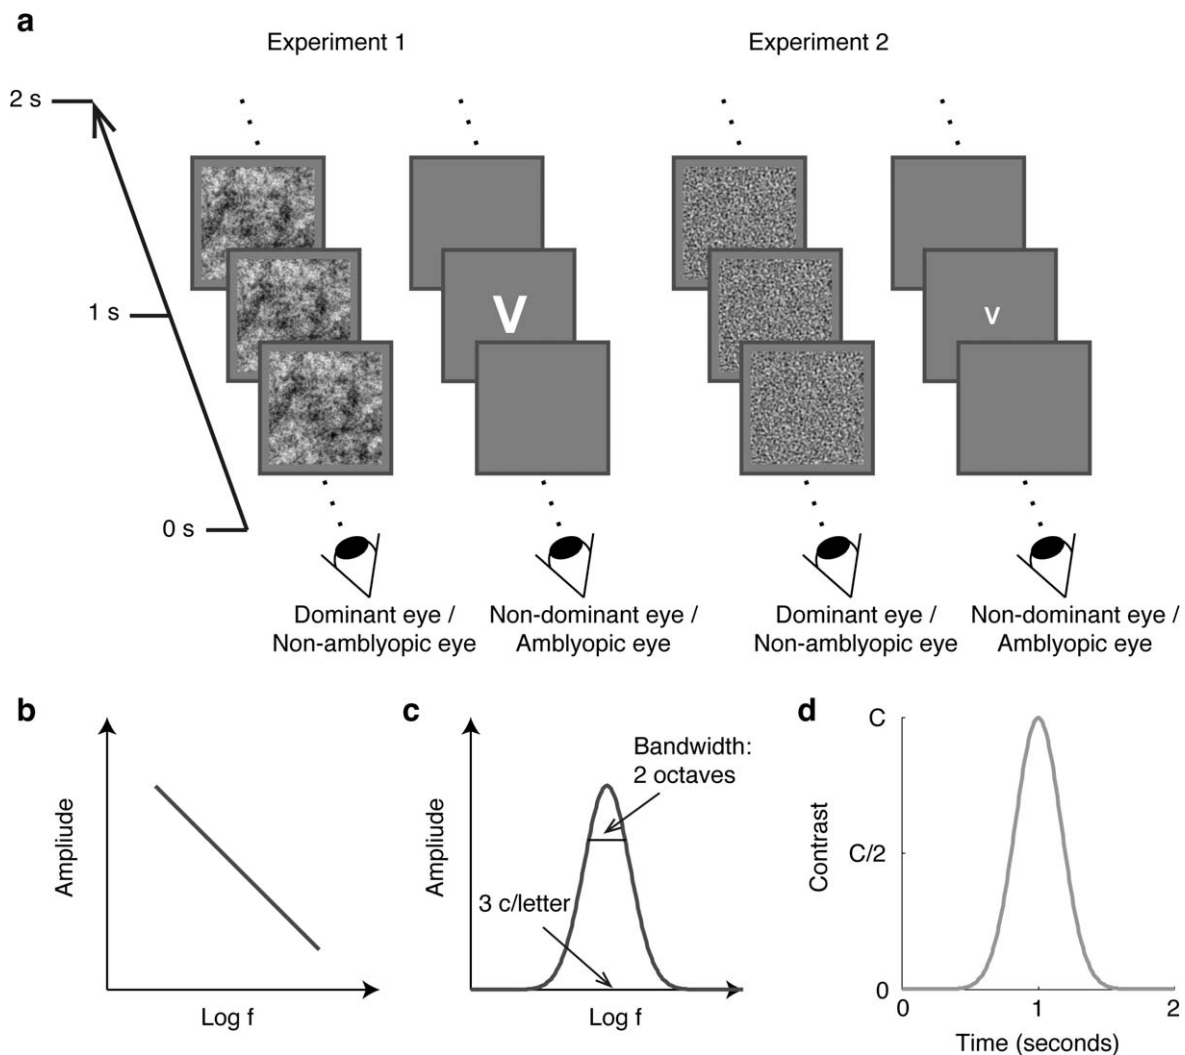 a
Experiment 1
Experiment 2
2 s
1 s
0 s
V
V
Dominant eye /
Non-amblyopic eye
Non-dominant eye /
Amblyopic eye
Dominant eye /
Non-amblyopic eye
Non-dominant eye /
Amblyopic eye
b
Ampliude
Log f
c
Ampliude
Bandwidth:
2 octaves
3 c/letter
Log f
d
Contrast
C
C/2
0
0
1
2
Time (seconds)